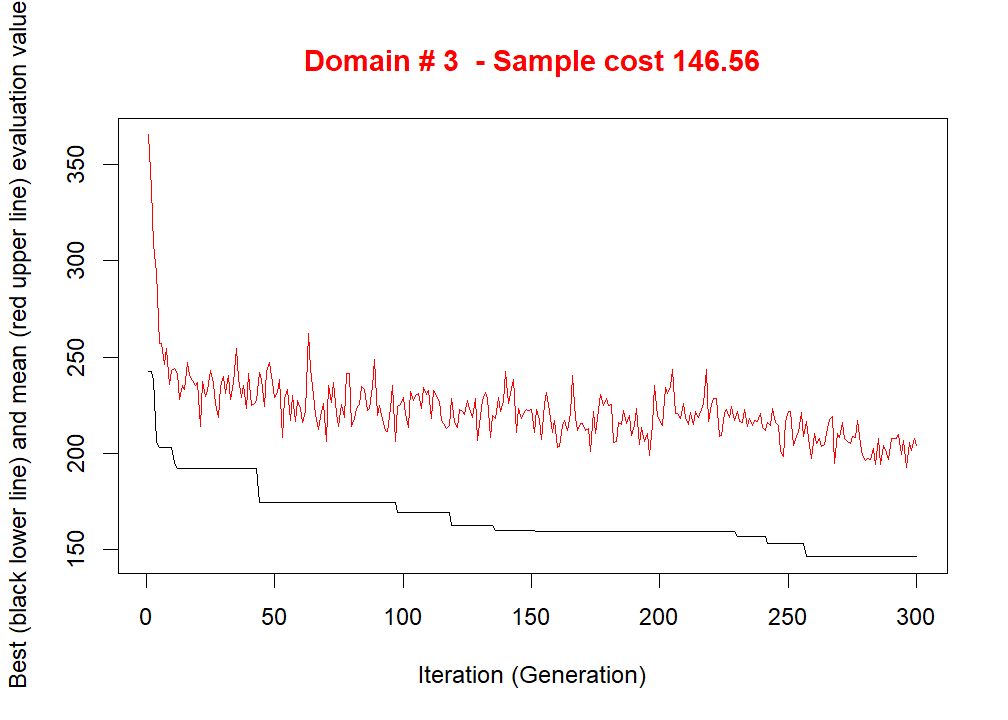 Domain # 3  - Sample cost 146.56
Best (black lower line) and mean (red upper line) evaluation value
350
300
250
200
150
0 50 100 150 200 250 300
Iteration (Generation)